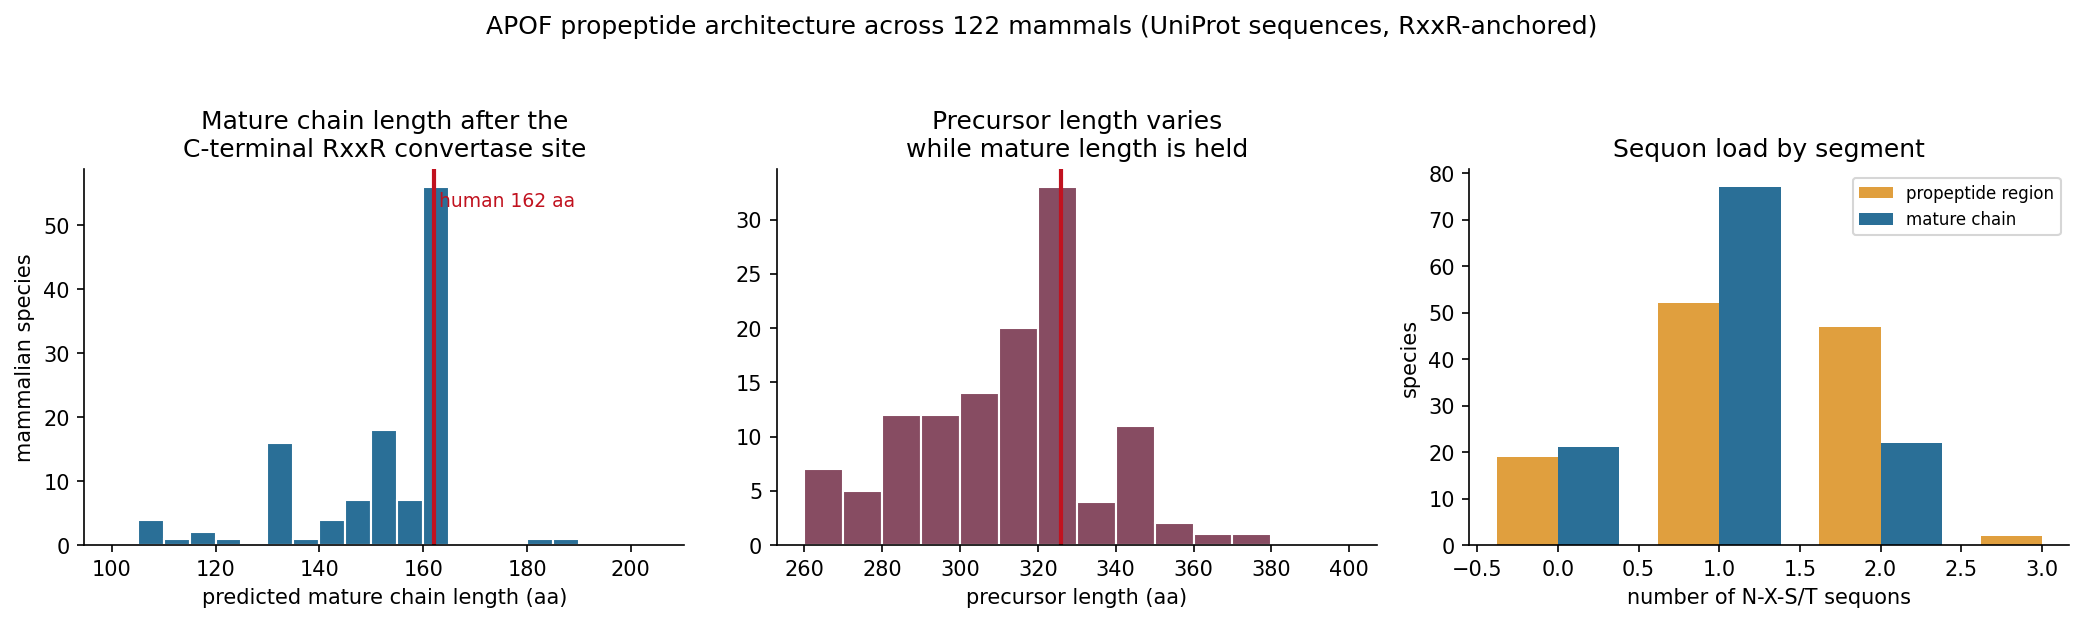 APOF propeptide architecture across 122 mammals (UniProt sequences, RxxR-anchored)
Mature chain length after the
C-terminal RxxR convertase site
mammalian species
0
10
20
30
40
50
human 162 aa
100 120 140 160 180 200
predicted mature chain length (aa)
Precursor length varies
while mature length is held
0
5
10
15
20
25
30
260 280 300 320 340 360 380 400
precursor length (aa)
Sequon load by segment
species
80
70
60
50
40
30
20
10
0
propeptide region
mature chain
−0.5 0.0 0.5 1.0 1.5 2.0 2.5 3.0
number of N-X-S/T sequons